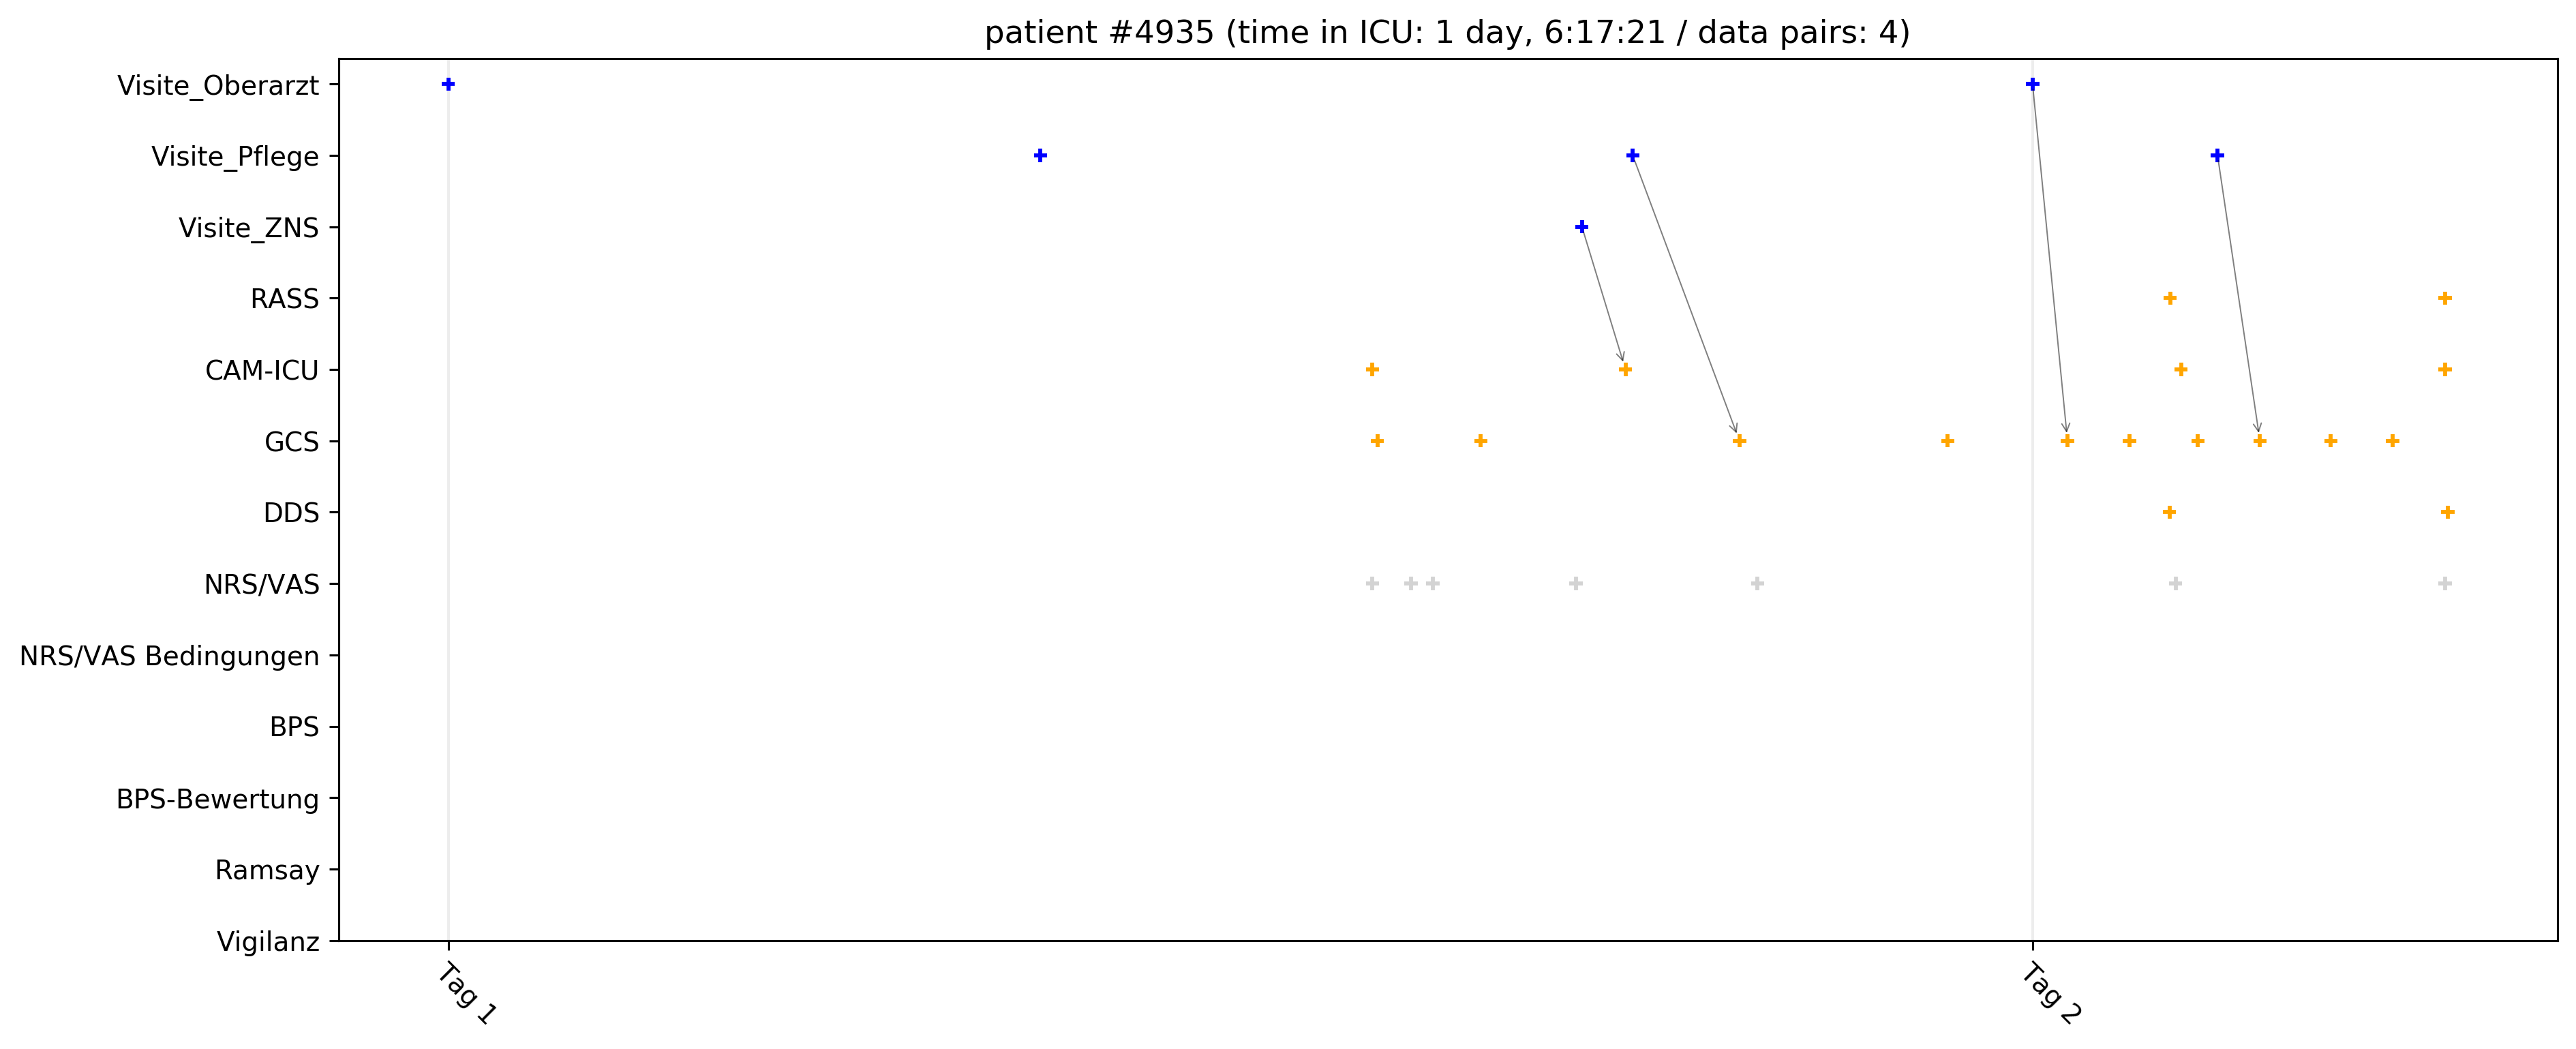 patient #4935 (time in ICU: 1 day, 6:17:21 / data pairs: 4)
Visite_Oberarzt
Visite_Pflege
Visite_ZNS
RASS
CAM-ICU
GCS
DDS
NRS/VAS
NRS/VAS Bedingungen
BPS
BPS-Bewertung
Ramsay
Vigilanz
Tag 1
Tag 2